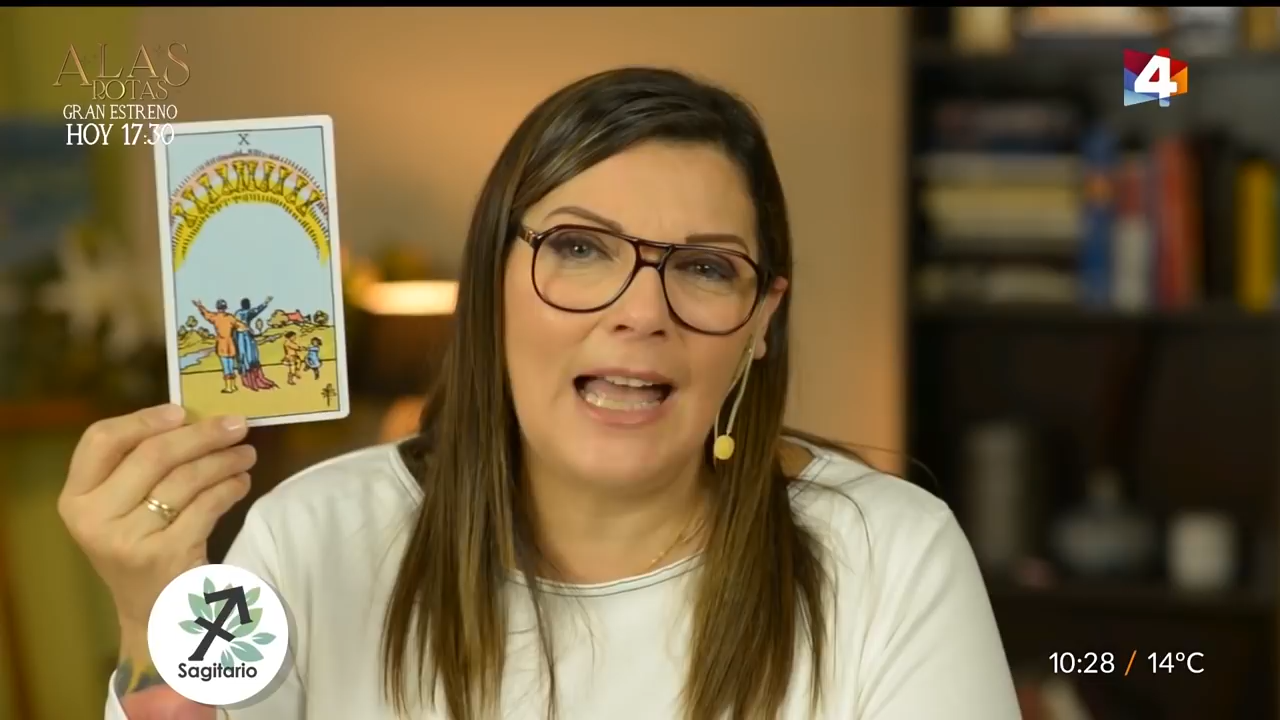 ALAS
ROTAS
GRAN ESTRENO
HOY 17:30
4
X
Sagitario
10:28 / 14°C